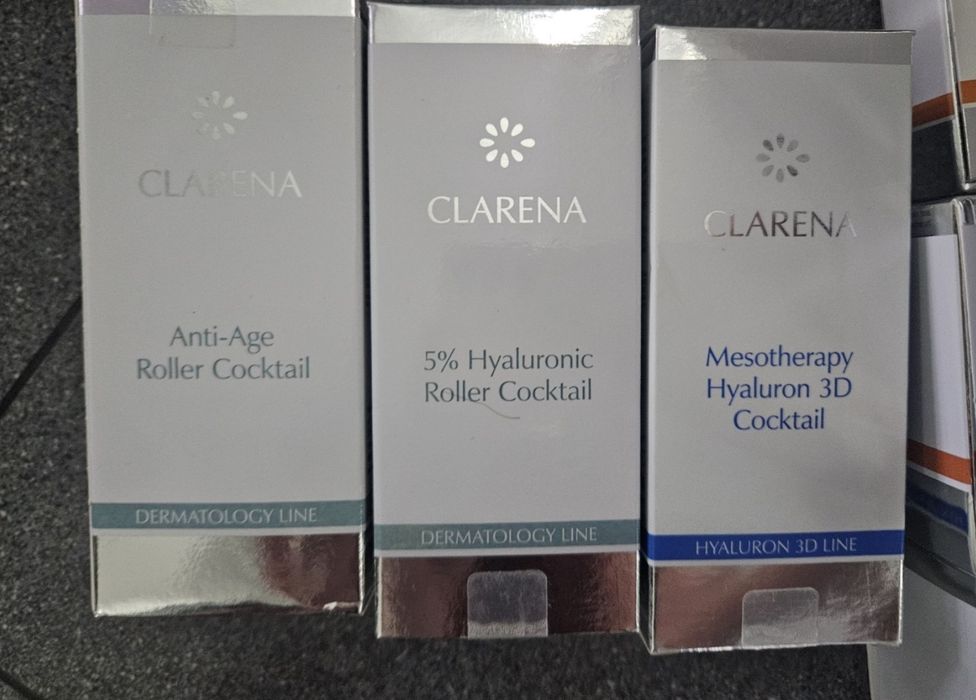 CLARENA
Anti-Age
Roller Cocktail
DERMATOLOGY LINE
CLARENA
5% Hyaluronic
Roller Cocktail
DERMATOLOGY LINE
CLARENA
Mesotherapy
Hyaluron 3D
Cocktail
HYALURON 3D LINE